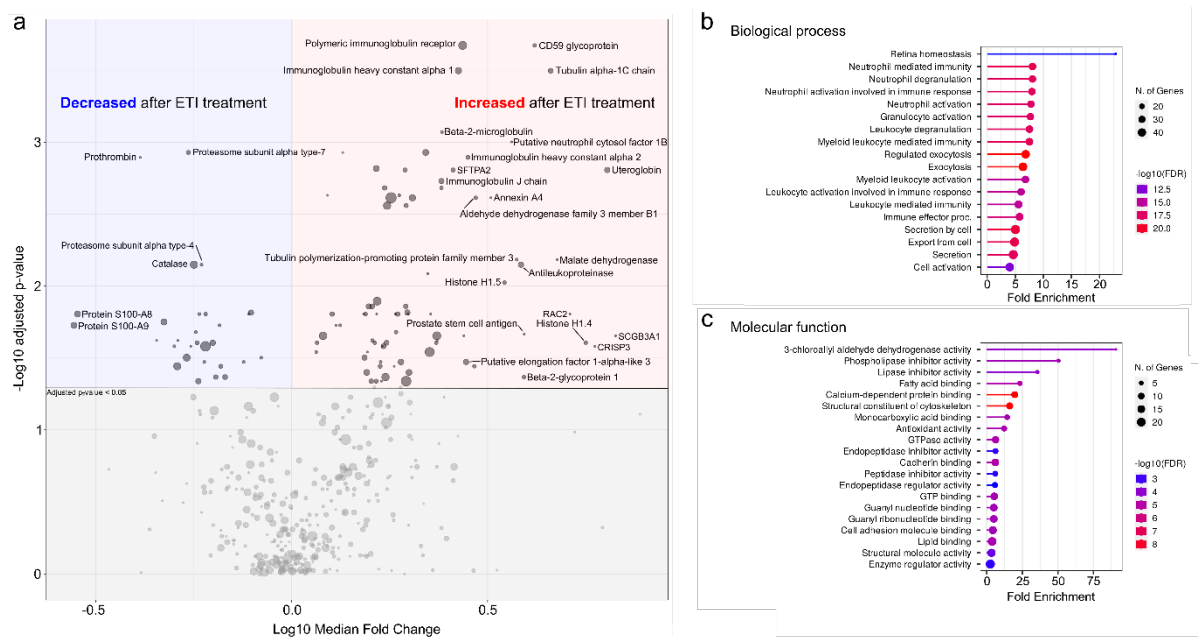 a
Polymeric immunoglobulin receptor
CD59 glycoprotein
Immunoglobulin heavy constant alpha 1
Tubulin alpha-1C chain
Decreased after ETI treatment
Increased after ETI treatment
Beta-2-microglobulin
Putative neutrophil cytosol factor 1B
Prothrombin
Proteasome subunit alpha type-7
Immunoglobulin heavy constant alpha 2
SFTPA2
Uteroglobin
Immunoglobulin J chain
Annexin A4
Aldehyde dehydrogenase family 3 member B1
Proteasome subunit alpha type-4
Catalase
Tubulin polymerization-promoting protein family member 3
Malate dehydrogenase
Antileukoproteinase
Histone H1.5
Protein S100-A8
Protein S100-A9
RAC2
Prostate stem cell antigen
Histone H1.4
SCGB3A1
CRISP3
Putative elongation factor 1-alpha-like 3
Beta-2-glycoprotein 1
Adjusted p-value < 0.05
3
2
1
0
-Log10 adjusted p-value
-0.5
0.0
0.5
Log10 Median Fold Change
b
Biological process
Retina homeostasis
Neutrophil mediated immunity
Neutrophil degranulation
Neutrophil activation involved in immune response
Neutrophil activation
Granulocyte activation
Leukocyte degranulation
Myeloid leukocyte mediated immunity
Regulated exocytosis
Exocytosis
Myeloid leukocyte activation
Leukocyte activation involved in immune response
Leukocyte mediated immunity
Immune effector proc.
Secretion by cell
Export from cell
Secretion
Cell activation
0
5
10
15
20
Fold Enrichment
N. of Genes
20
30
40
-log10(FDR)
12.5
15.0
17.5
20.0
c
Molecular function
3-chloroallyl aldehyde dehydrogenase activity
Phospholipase inhibitor activity
Lipase inhibitor activity
Fatty acid binding
Calcium-dependent protein binding
Structural constituent of cytoskeleton
Monocarboxylic acid binding
Antioxidant activity
GTPase activity
Endopeptidase inhibitor activity
Cadherin binding
Peptidase inhibitor activity
Endopeptidase regulator activity
GTP binding
Guanyl nucleotide binding
Guanyl ribonucleotide binding
Cell adhesion molecule binding
Lipid binding
Structural molecule activity
Enzyme regulator activity
0
25
50
75
Fold Enrichment
N. of Genes
5
10
15
20
-log10(FDR)
3
4
5
6
7
8